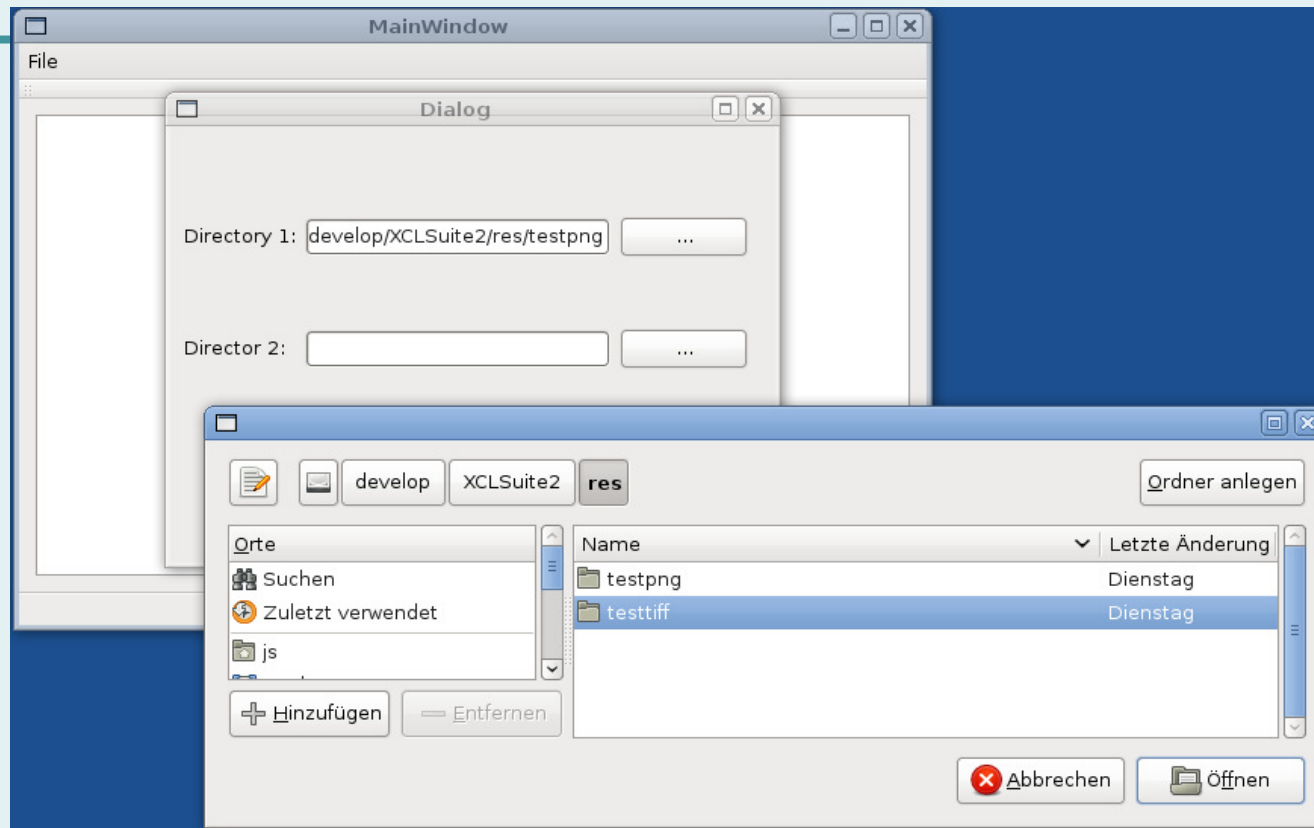 MainWindow
File
Dialog
Directory 1: develop/XCLSuite2/res/testpng ...
Director 2: ...
develop XCLSuite2 res Ordner anlegen
Orte Name Letzte Änderung
Suchen testpng Dienstag
Zuletzt verwendet testtiff Dienstag
js
Hinzufügen Entfernen
Abbrechen Öffnen